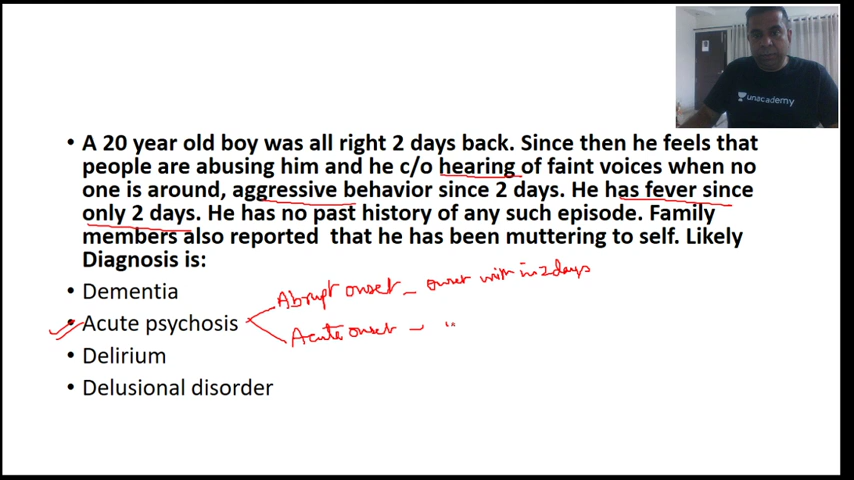 unacademy
• A 20 year old boy was all right 2 days back. Since then he feels that
people are abusing him and he c/o hearing of faint voices when no
one is around, aggressive behavior since 2 days. He has fever since
only 2 days. He has no past history of any such episode. Family
members also reported that he has been muttering to self. Likely
Diagnosis is:
• Dementia
Abrupt onset – onset with in 2 days
• Acute psychosis
Acute onset – "
• Delirium
• Delusional disorder